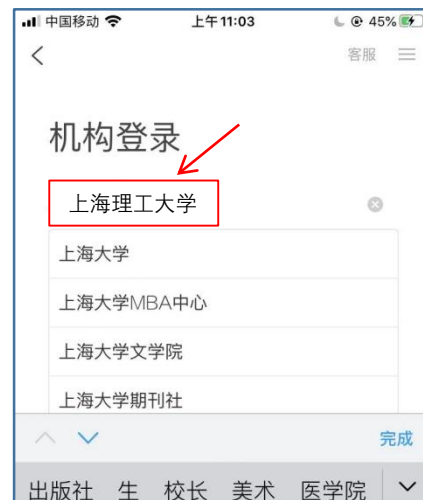 中国移动 上午11:03 45%
客服
机构登录
上海理工大学
上海大学
上海大学MBA中心
上海大学文学院
上海大学期刊社
完成
出版社 生 校长 美术 医学院